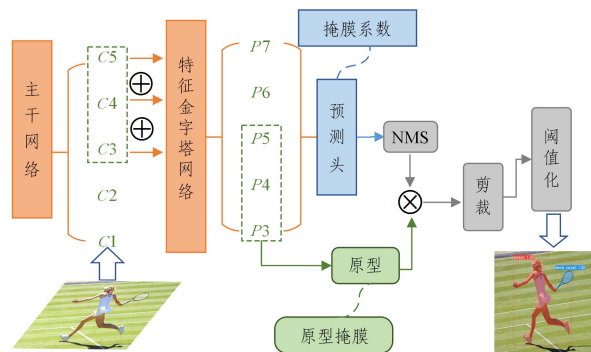 主干网络
C5
C4
C3
C2
C1
特征金字塔网络
P7
P6
P5
P4
P3
掩膜系数
预测头
NMS
剪裁
阈值化
原型
原型掩膜